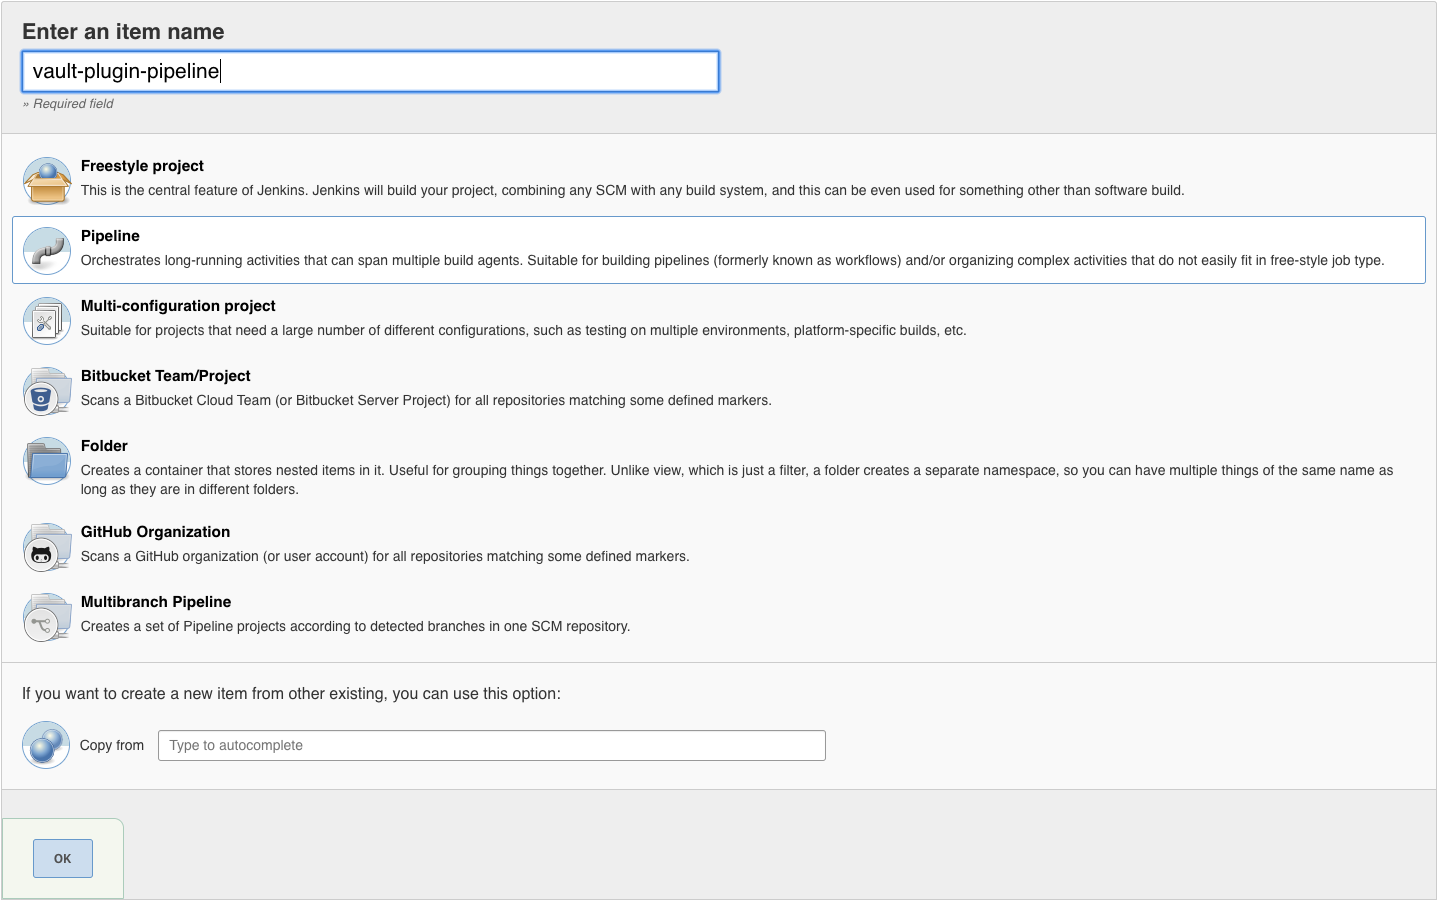 Enter an item name
vault-plugin-pipeline
» Required field
Freestyle project
This is the central feature of Jenkins. Jenkins will build your project, combining any SCM with any build system, and this can be even used for something other than software build.
Pipeline
Orchestrates long-running activities that can span multiple build agents. Suitable for building pipelines (formerly known as workflows) and/or organizing complex activities that do not easily fit in free-style job type.
Multi-configuration project
Suitable for projects that need a large number of different configurations, such as testing on multiple environments, platform-specific builds, etc.
Bitbucket Team/Project
Scans a Bitbucket Cloud Team (or Bitbucket Server Project) for all repositories matching some defined markers.
Folder
Creates a container that stores nested items in it. Useful for grouping things together. Unlike view, which is just a filter, a folder creates a separate namespace, so you can have multiple things of the same name as
long as they are in different folders.
GitHub Organization
Scans a GitHub organization (or user account) for all repositories matching some defined markers.
Multibranch Pipeline
Creates a set of Pipeline projects according to detected branches in one SCM repository.
If you want to create a new item from other existing, you can use this option:
Copy from
Type to autocomplete
OK